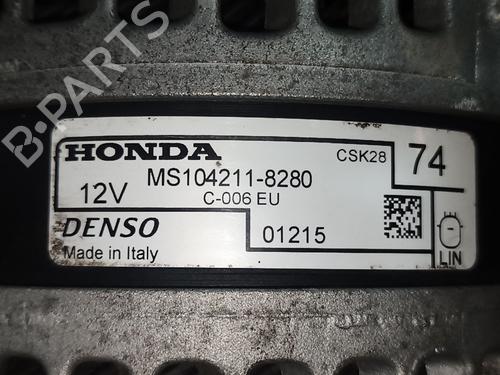 B-PARTS
HONDA
CSK28
74
12V
MS104211-8280
C-006 EU
DENSO
01215
Made in Italy
LIN